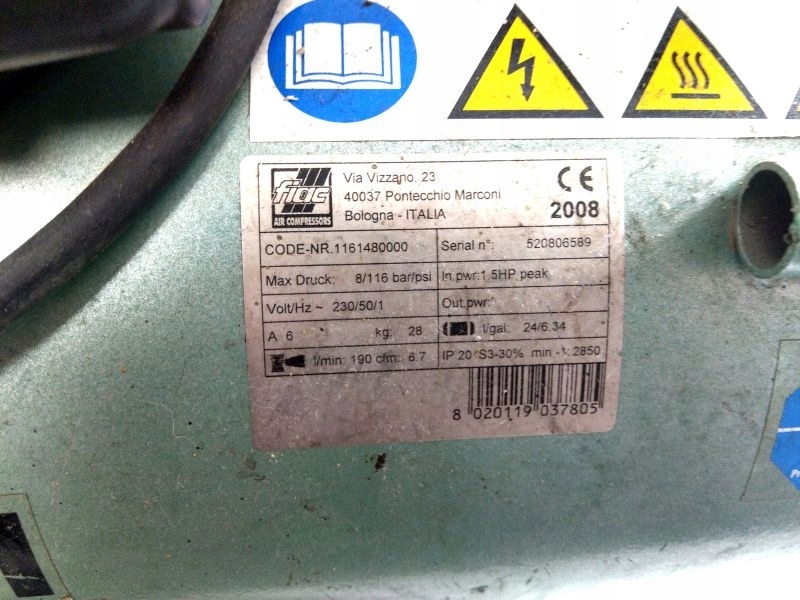 fiac
AIR COMPRESSORS
Via Vizzano, 23
40037 Pontecchio Marconi
Bologna - ITALIA
CE
2008
CODE-NR.1161480000 Serial n°: 520806589
Max Druck: 8/116 bar/psi In.pwr:1.5HP peak
Volt/Hz ~ 230/50/1 Out.pwr:
A 6 kg: 28 l/gal: 24/6.34
l/min: 190 cfm: 6.7 IP 20 S3-30% min -1: 2850
8 020119 037805